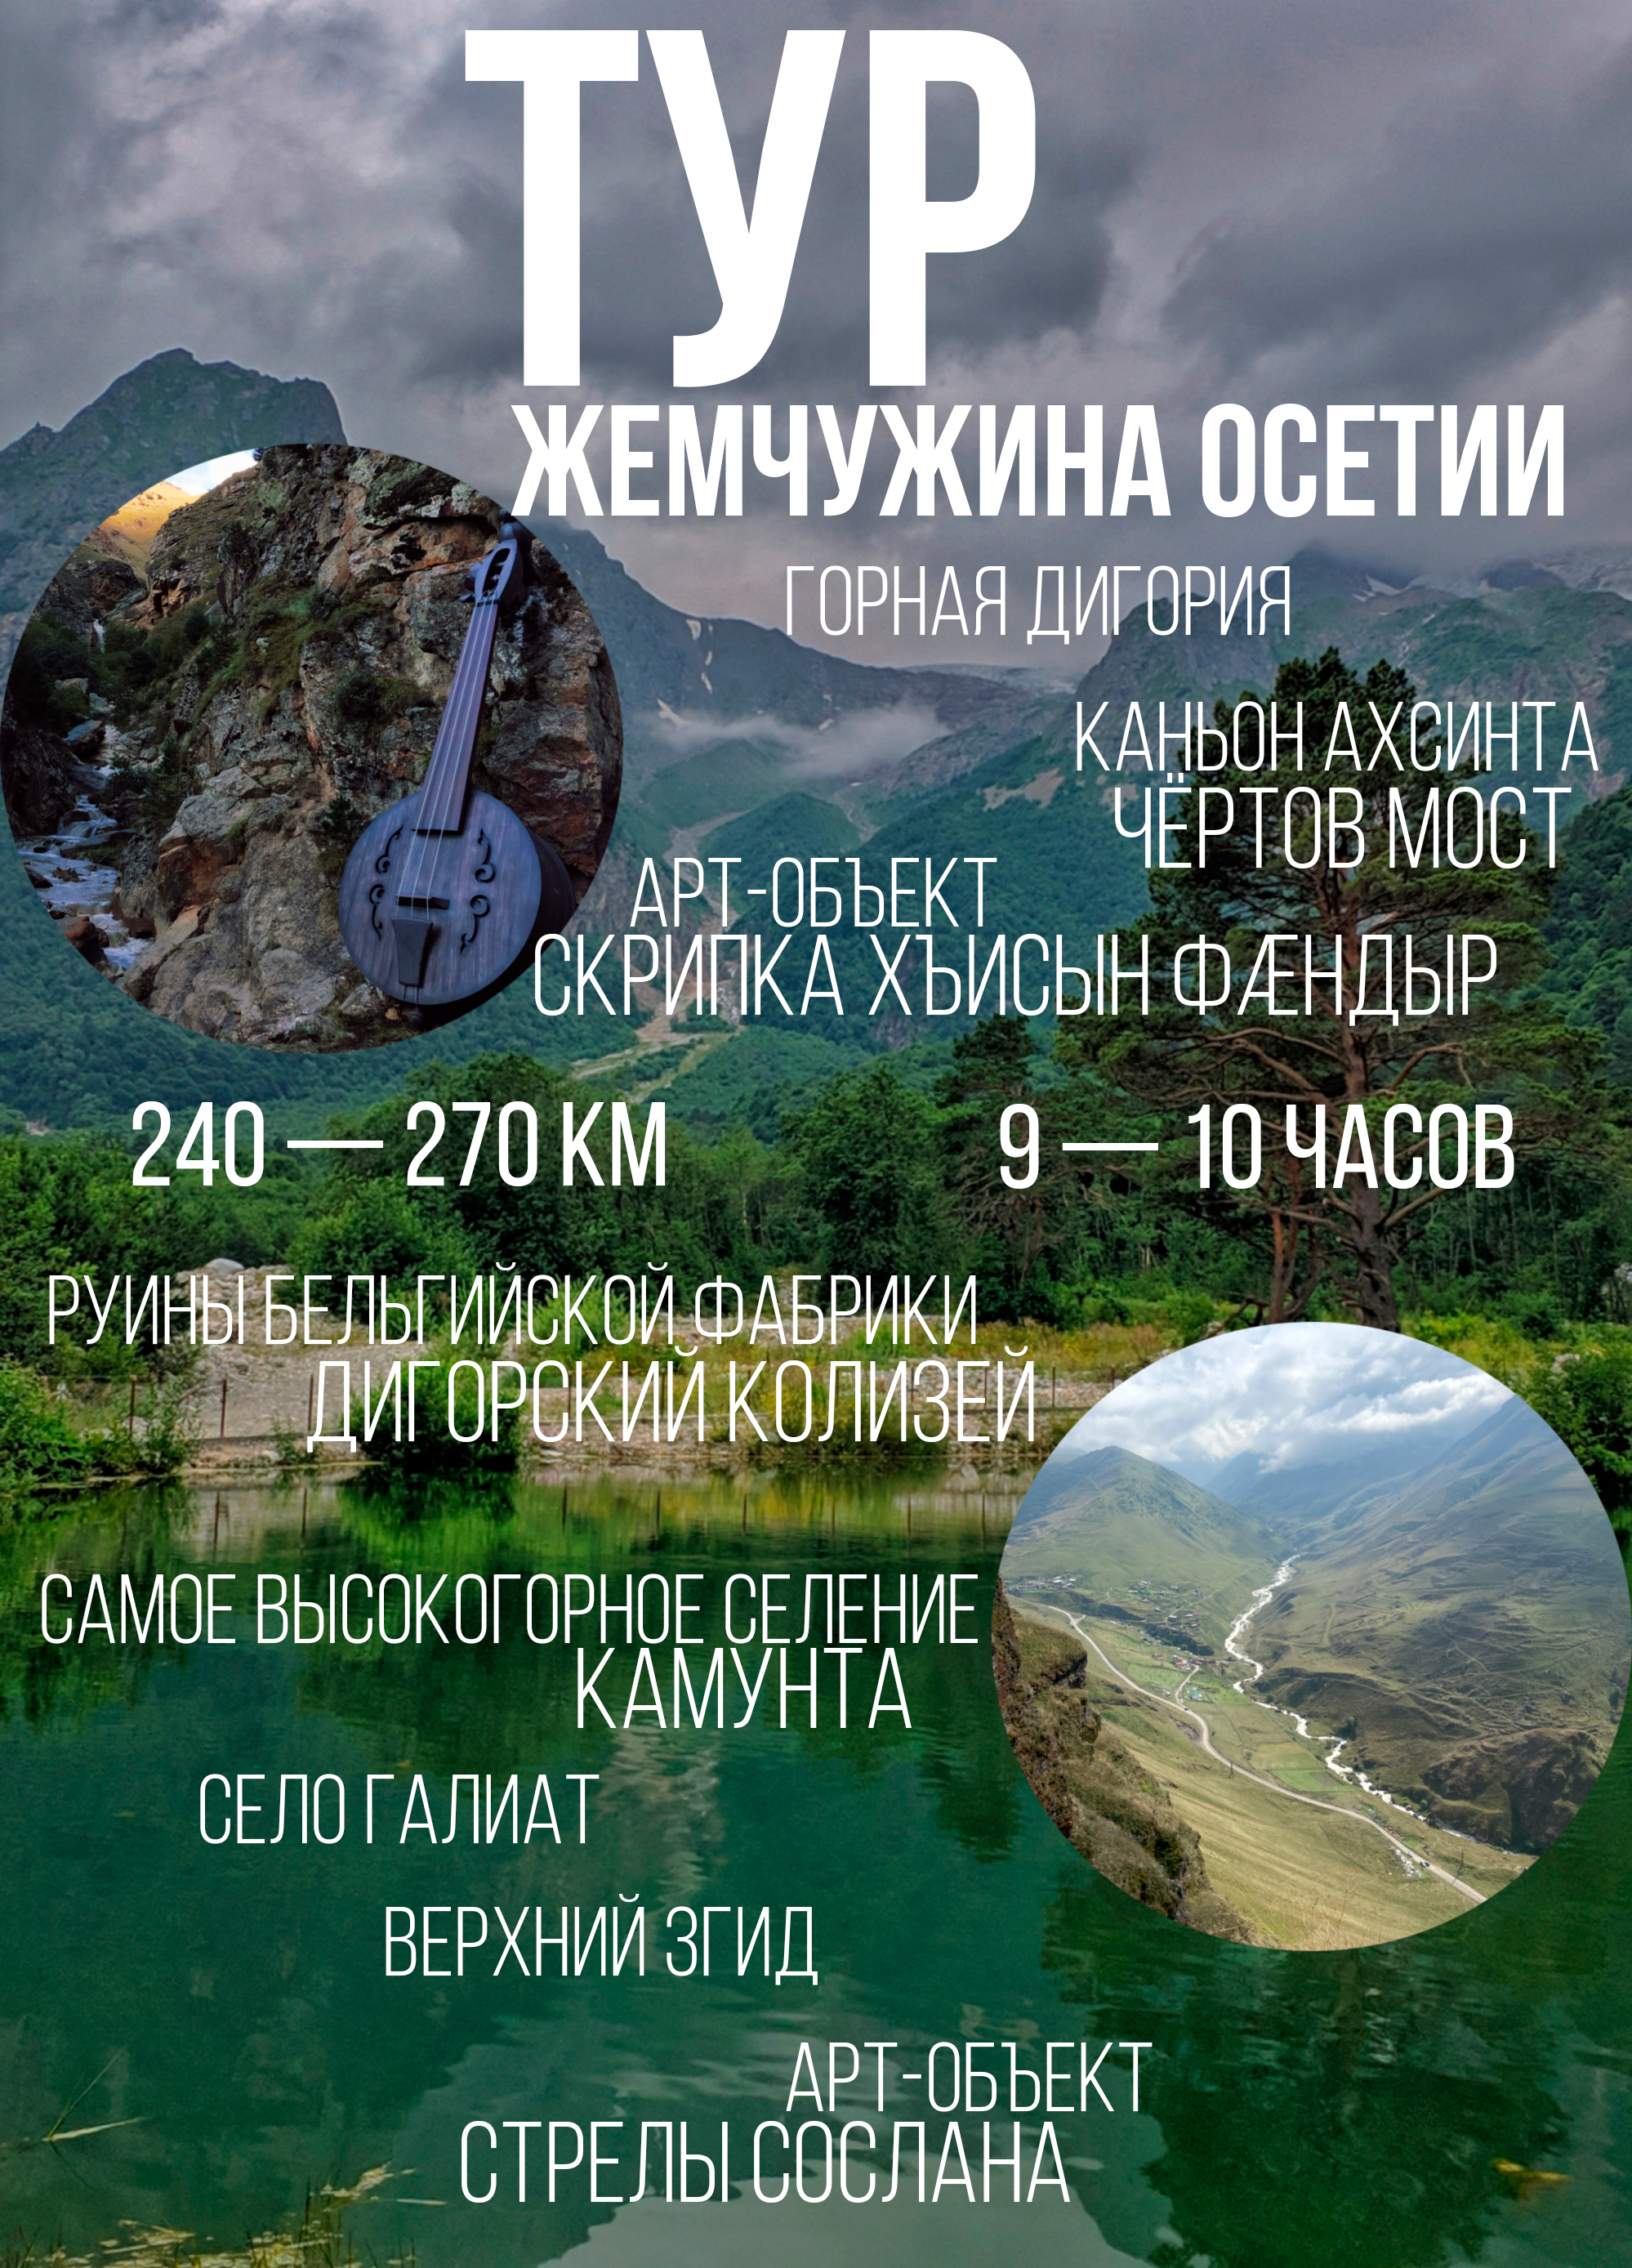 ТУР
ЖЕМЧУЖИНА ОСЕТИИ
ГОРНАЯ ДИГОРИЯ
КАНЬОН АХСИНТА
ЧЁРТОВ МОСТ
АРТ-ОБЪЕКТ
СКРИПКА ХЪИСЫН ФÆНДЫР
240 — 270 КМ
9 — 10 ЧАСОВ
РУИНЫ БЕЛЬГИЙСКОЙ ФАБРИКИ
ДИГОРСКИЙ КОЛИЗЕЙ
САМОЕ ВЫСОКОГОРНОЕ СЕЛЕНИЕ
КАМУНТА
СЕЛО ГАЛИАТ
ВЕРХНИЙ ЗГИД
АРТ-ОБЪЕКТ
СТРЕЛЫ СОСЛАНА